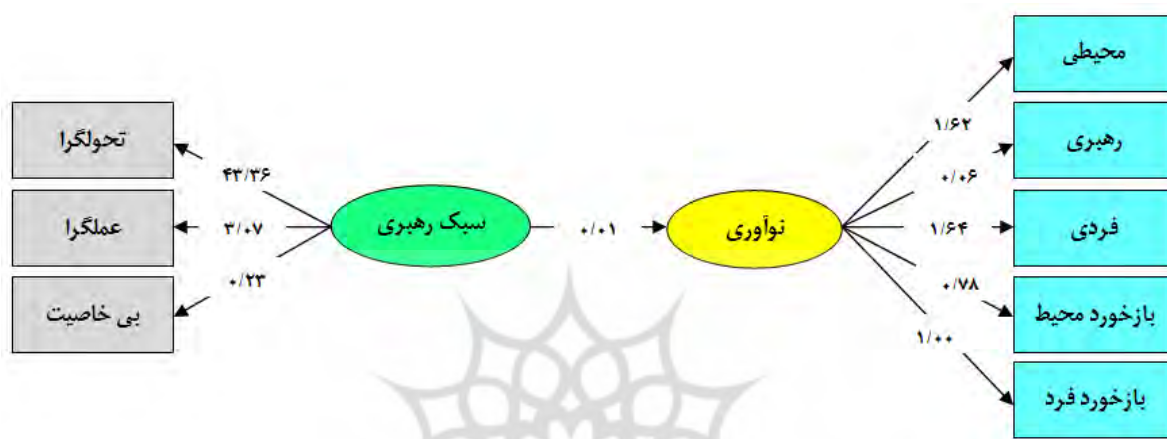 محیطی
رهبری
فردی
بازخورد محیط
بازخورد فرد
۱/۶۲
۰/۰۶
۱/۶۴
۰/۷۸
۱/۰۰
نوآوری
۰/۰۱
سبک رهبری
۴۳/۳۶
۳/۰۷
۰/۲۳
تحولگرا
عملگرا
بی خاصیت